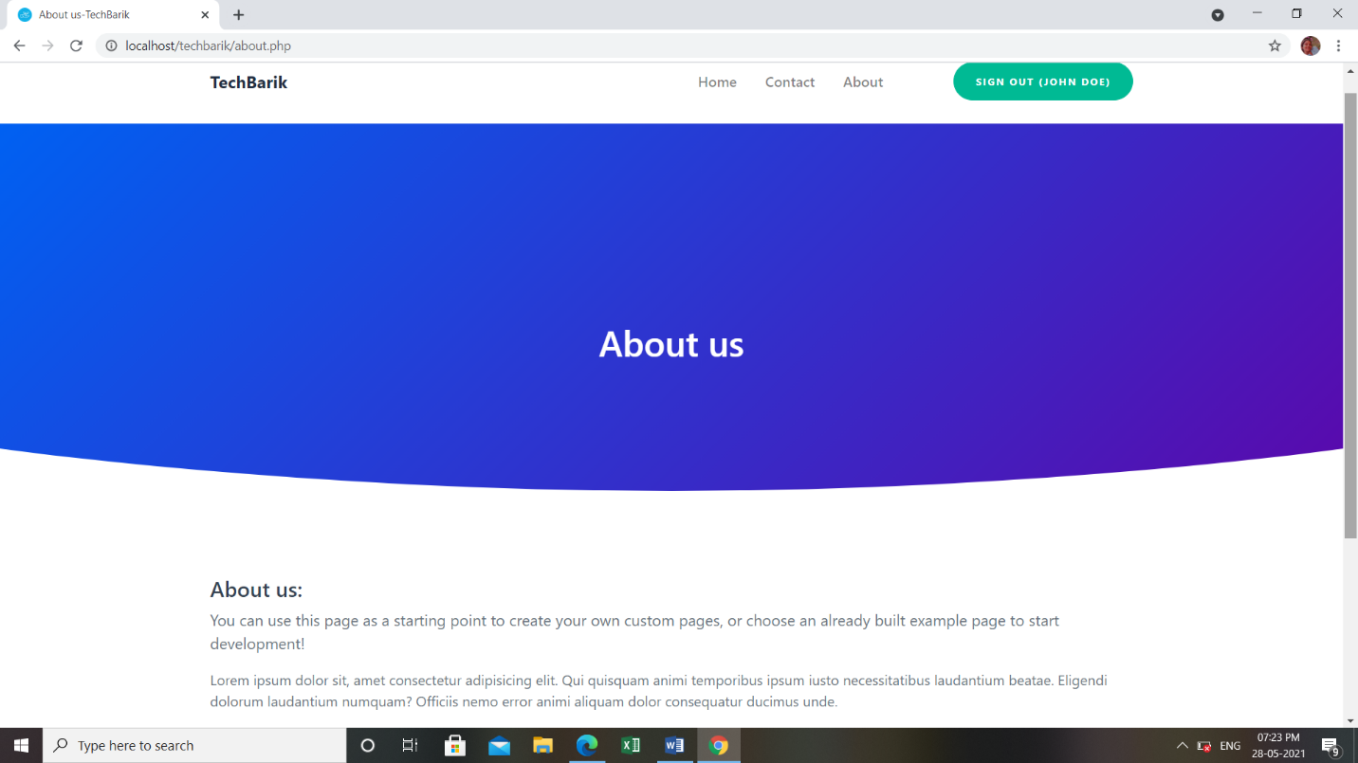 About us-TechBarik
localhost/techbarik/about.php
TechBarik
Home
Contact
About
SIGN OUT (JOHN DOE)
About us
About us:
You can use this page as a starting point to create your own custom pages, or choose an already built example page to start
development!
Lorem ipsum dolor sit, amet consectetur adipisicing elit. Qui quisquam animi temporibus ipsum iusto necessitatibus laudantium beatae. Eligendi
dolorum laudantium numquam? Officiis nemo error animi aliquam dolor consequatur ducimus unde.
Type here to search
ENG
07:23 PM
28-05-2021
9